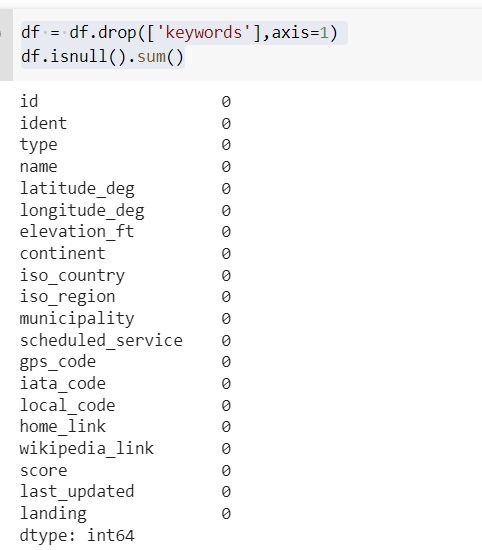 df = df.drop(['keywords'],axis=1)
df.isnull().sum()
id 0
ident 0
type 0
name 0
latitude_deg 0
longitude_deg 0
elevation_ft 0
continent 0
iso_country 0
iso_region 0
municipality 0
scheduled_service 0
gps_code 0
iata_code 0
local_code 0
home_link 0
wikipedia_link 0
score 0
last_updated 0
landing 0
dtype: int64